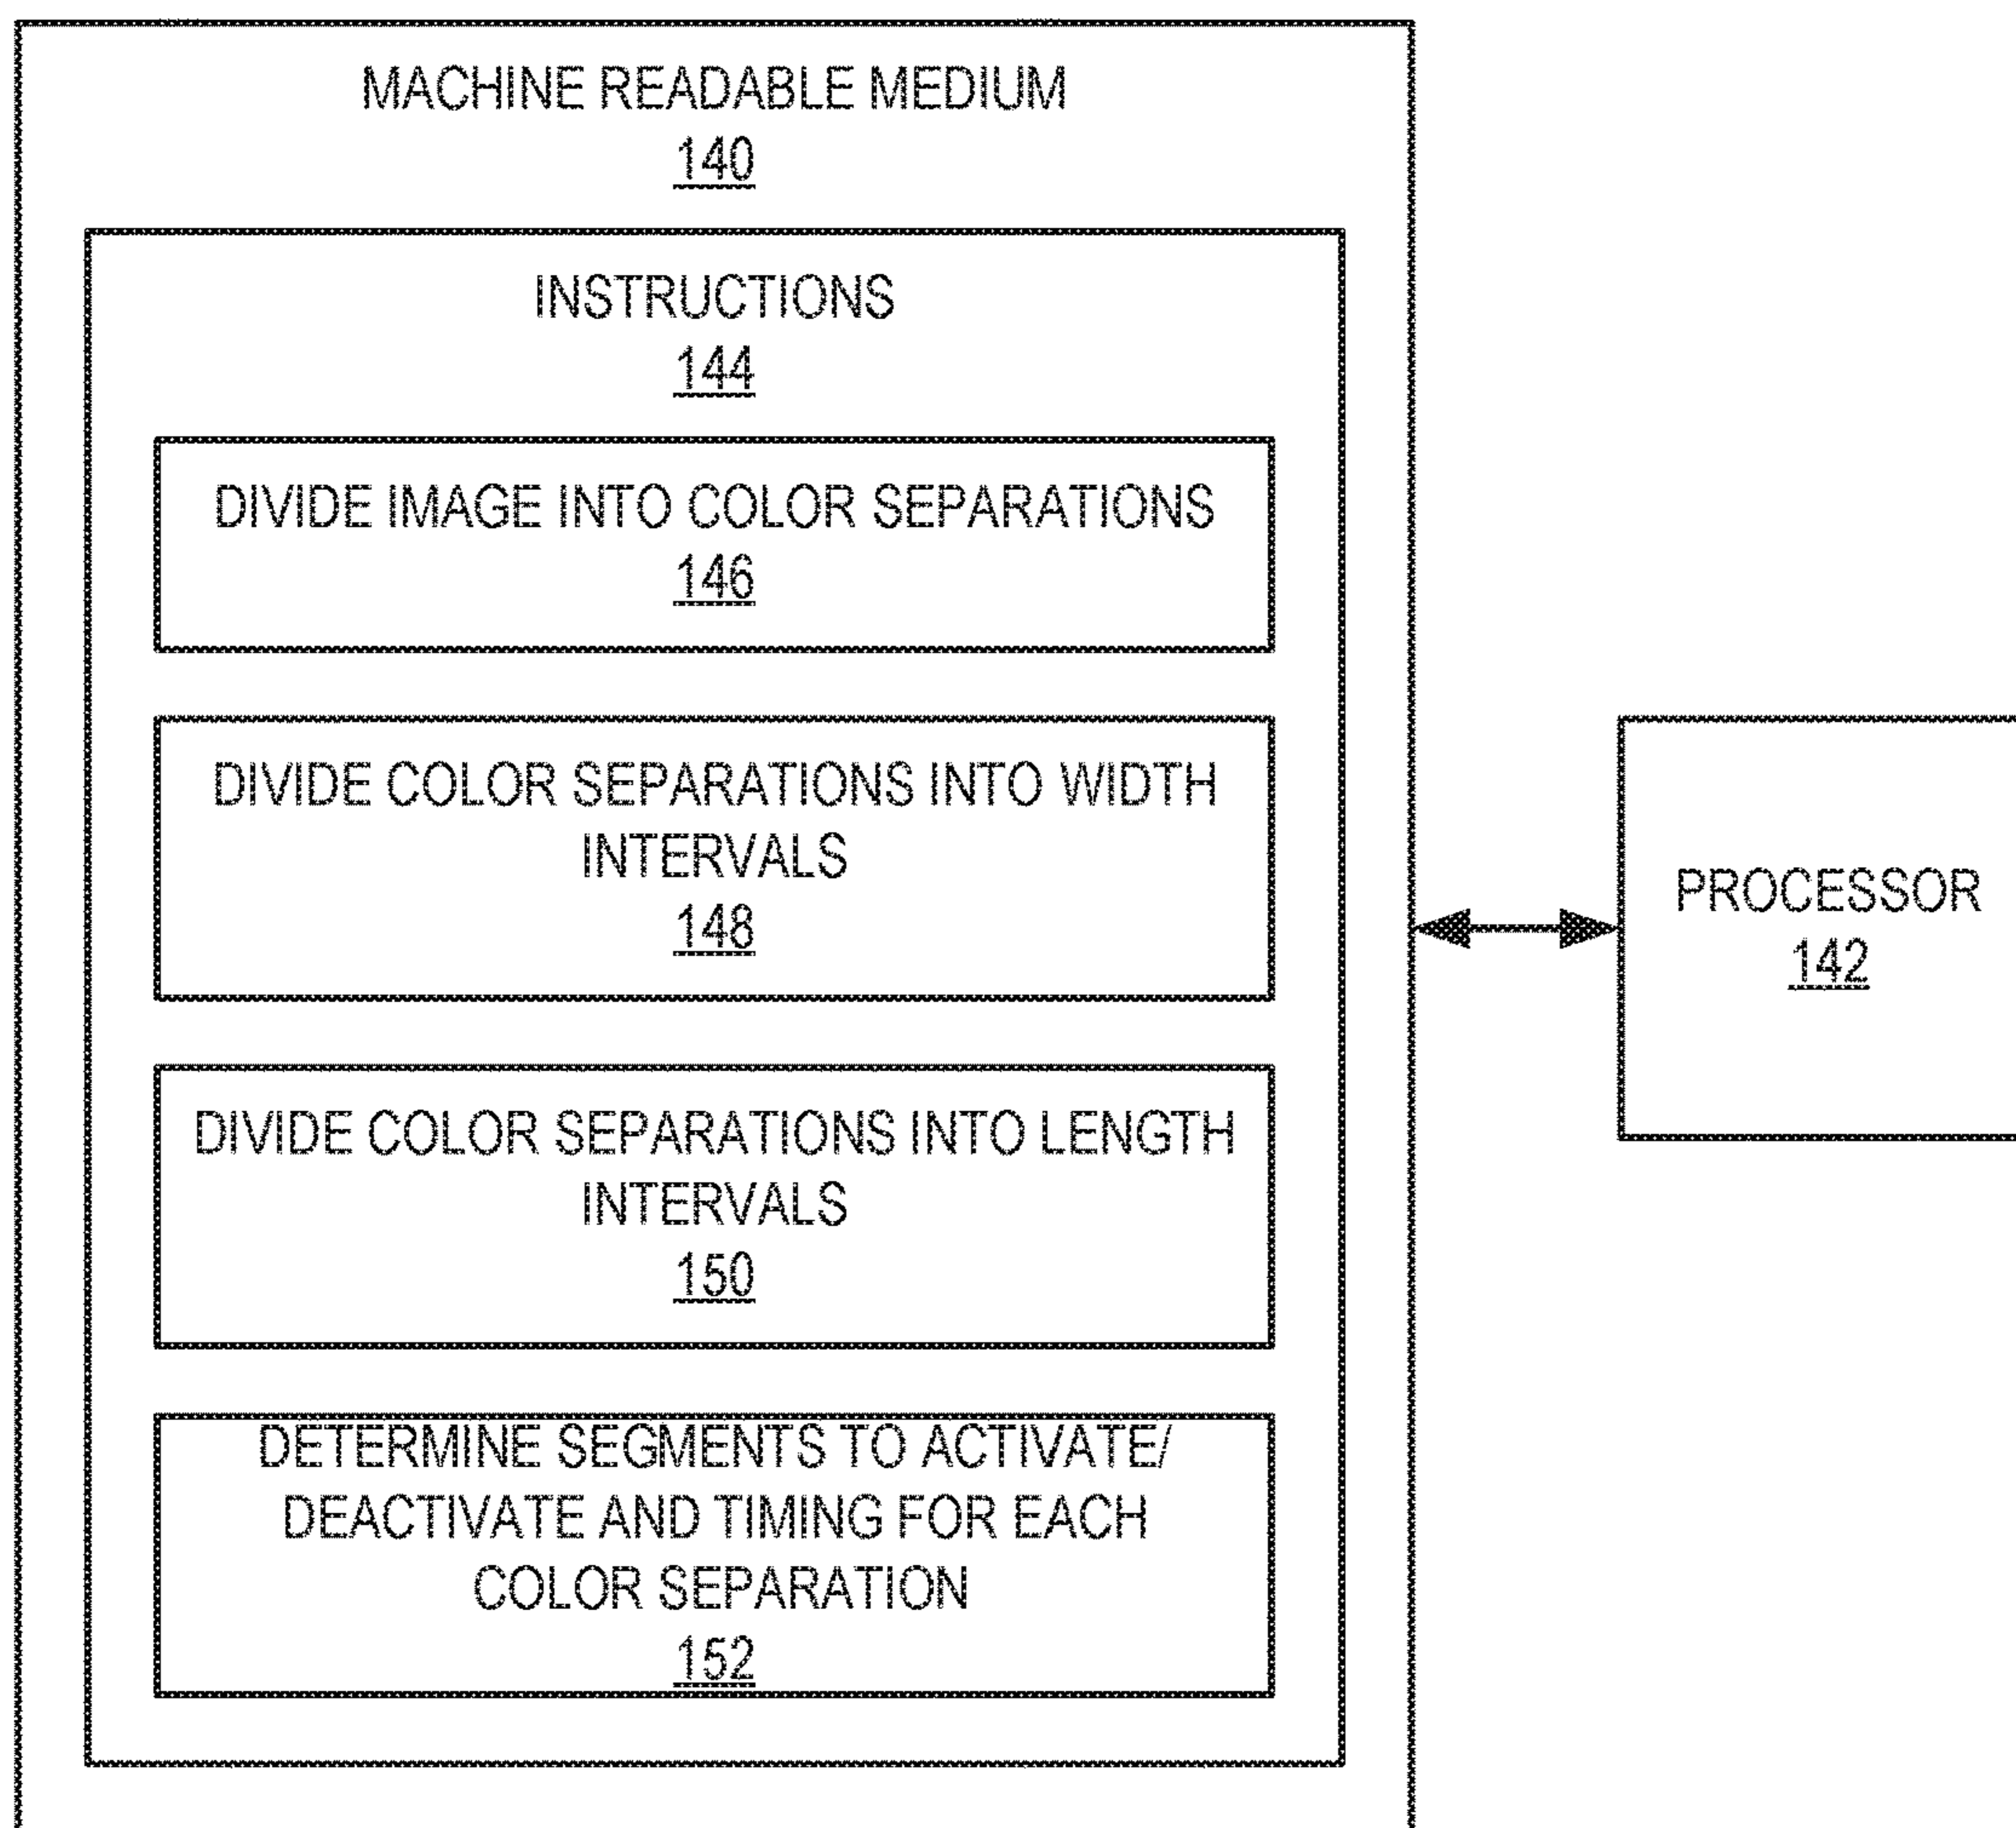 MACHINE READABLE MEDIUM
140
INSTRUCTIONS
144
DIVIDE IMAGE INTO COLOR SEPARATIONS
146
DIVIDE COLOR SEPARATIONS INTO WIDTH
INTERVALS
148
DIVIDE COLOR SEPARATIONS INTO LENGTH
INTERVALS
150
DETERMINE SEGMENTS TO ACTIVATE/
DEACTIVATE AND TIMING FOR EACH
COLOR SEPARATION
152
PROCESSOR
142